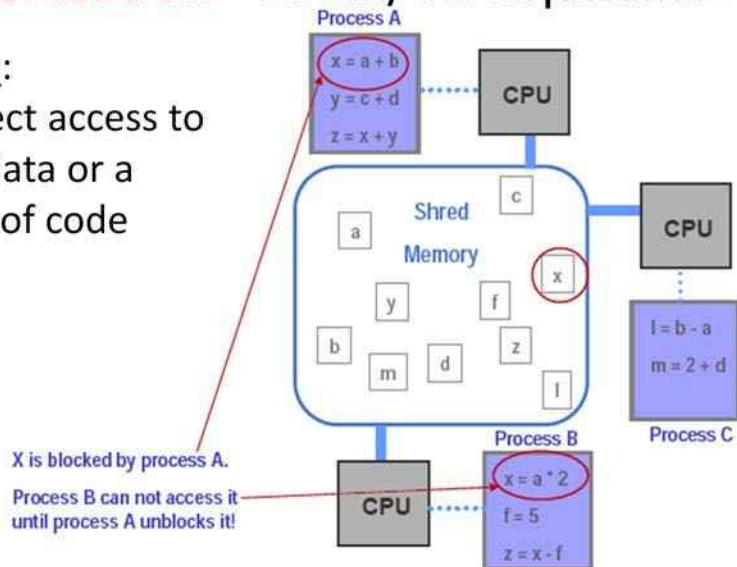 Process A
:
ect access to
ata or a
of code
x = a + b
y = c + d
z = x + y
CPU
CPU
Shred
Memory
c
a
x
y
f
b
z
m
d
l
l = b - a
m = 2 + d
Process C
X is blocked by process A.
Process B can not access it
until process A unblocks it!
CPU
Process B
x = a * 2
f = 5
z = x - f